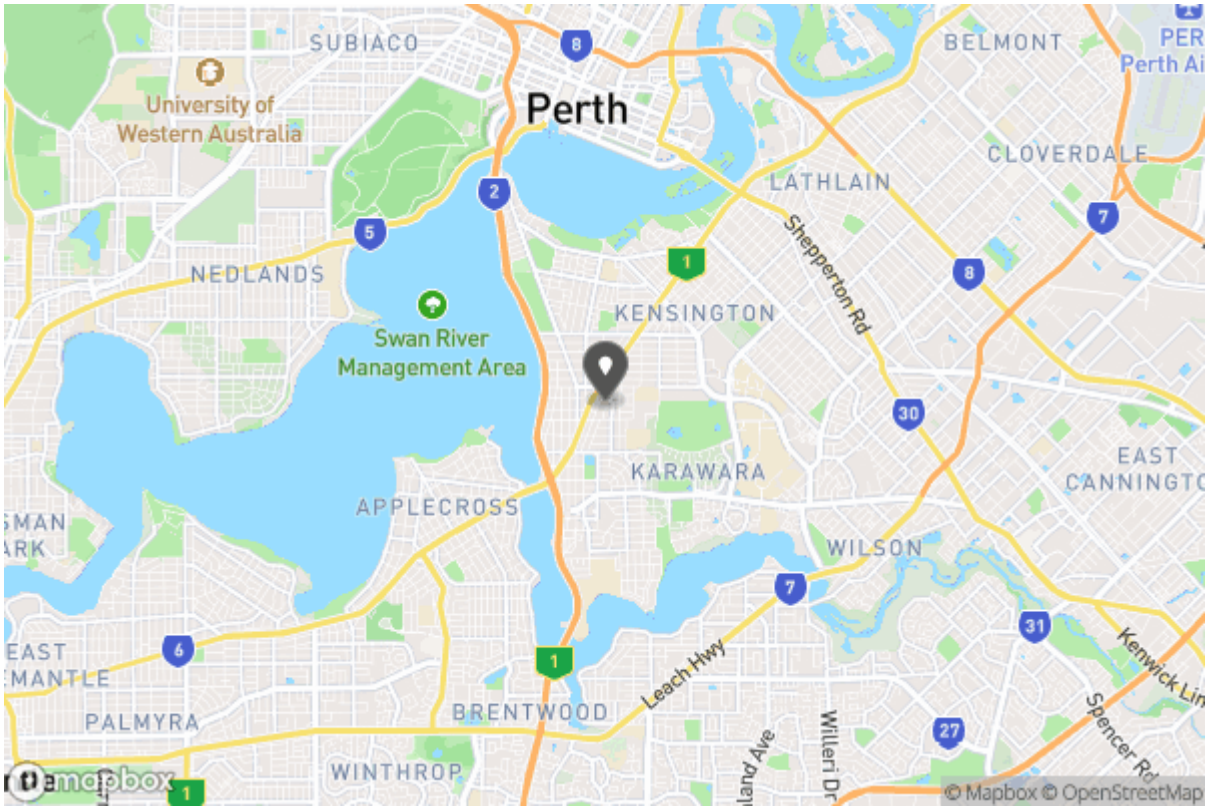 SUBIACO
8
BELMONT
PER
Perth Ai
University of
Western Australia
Perth
CLOVERDALE
LATHLAIN
2
5
7
1
Shepperton Rd
NEDLANDS
8
KENSINGTON
Swan River
Management Area
30
KARAWARA
EAST
CANNINGTO
APPLECROSS
SMAN
ARK
WILSON
7
31
6
EAST
EMANTLE
1
Leach Hwy
Kenwick Lin
PALMYRA
BRENTWOOD
Spencer Rd
27
Willeri Dr
WINTHROP
mapbox
1
© Mapbox © OpenStreetMap